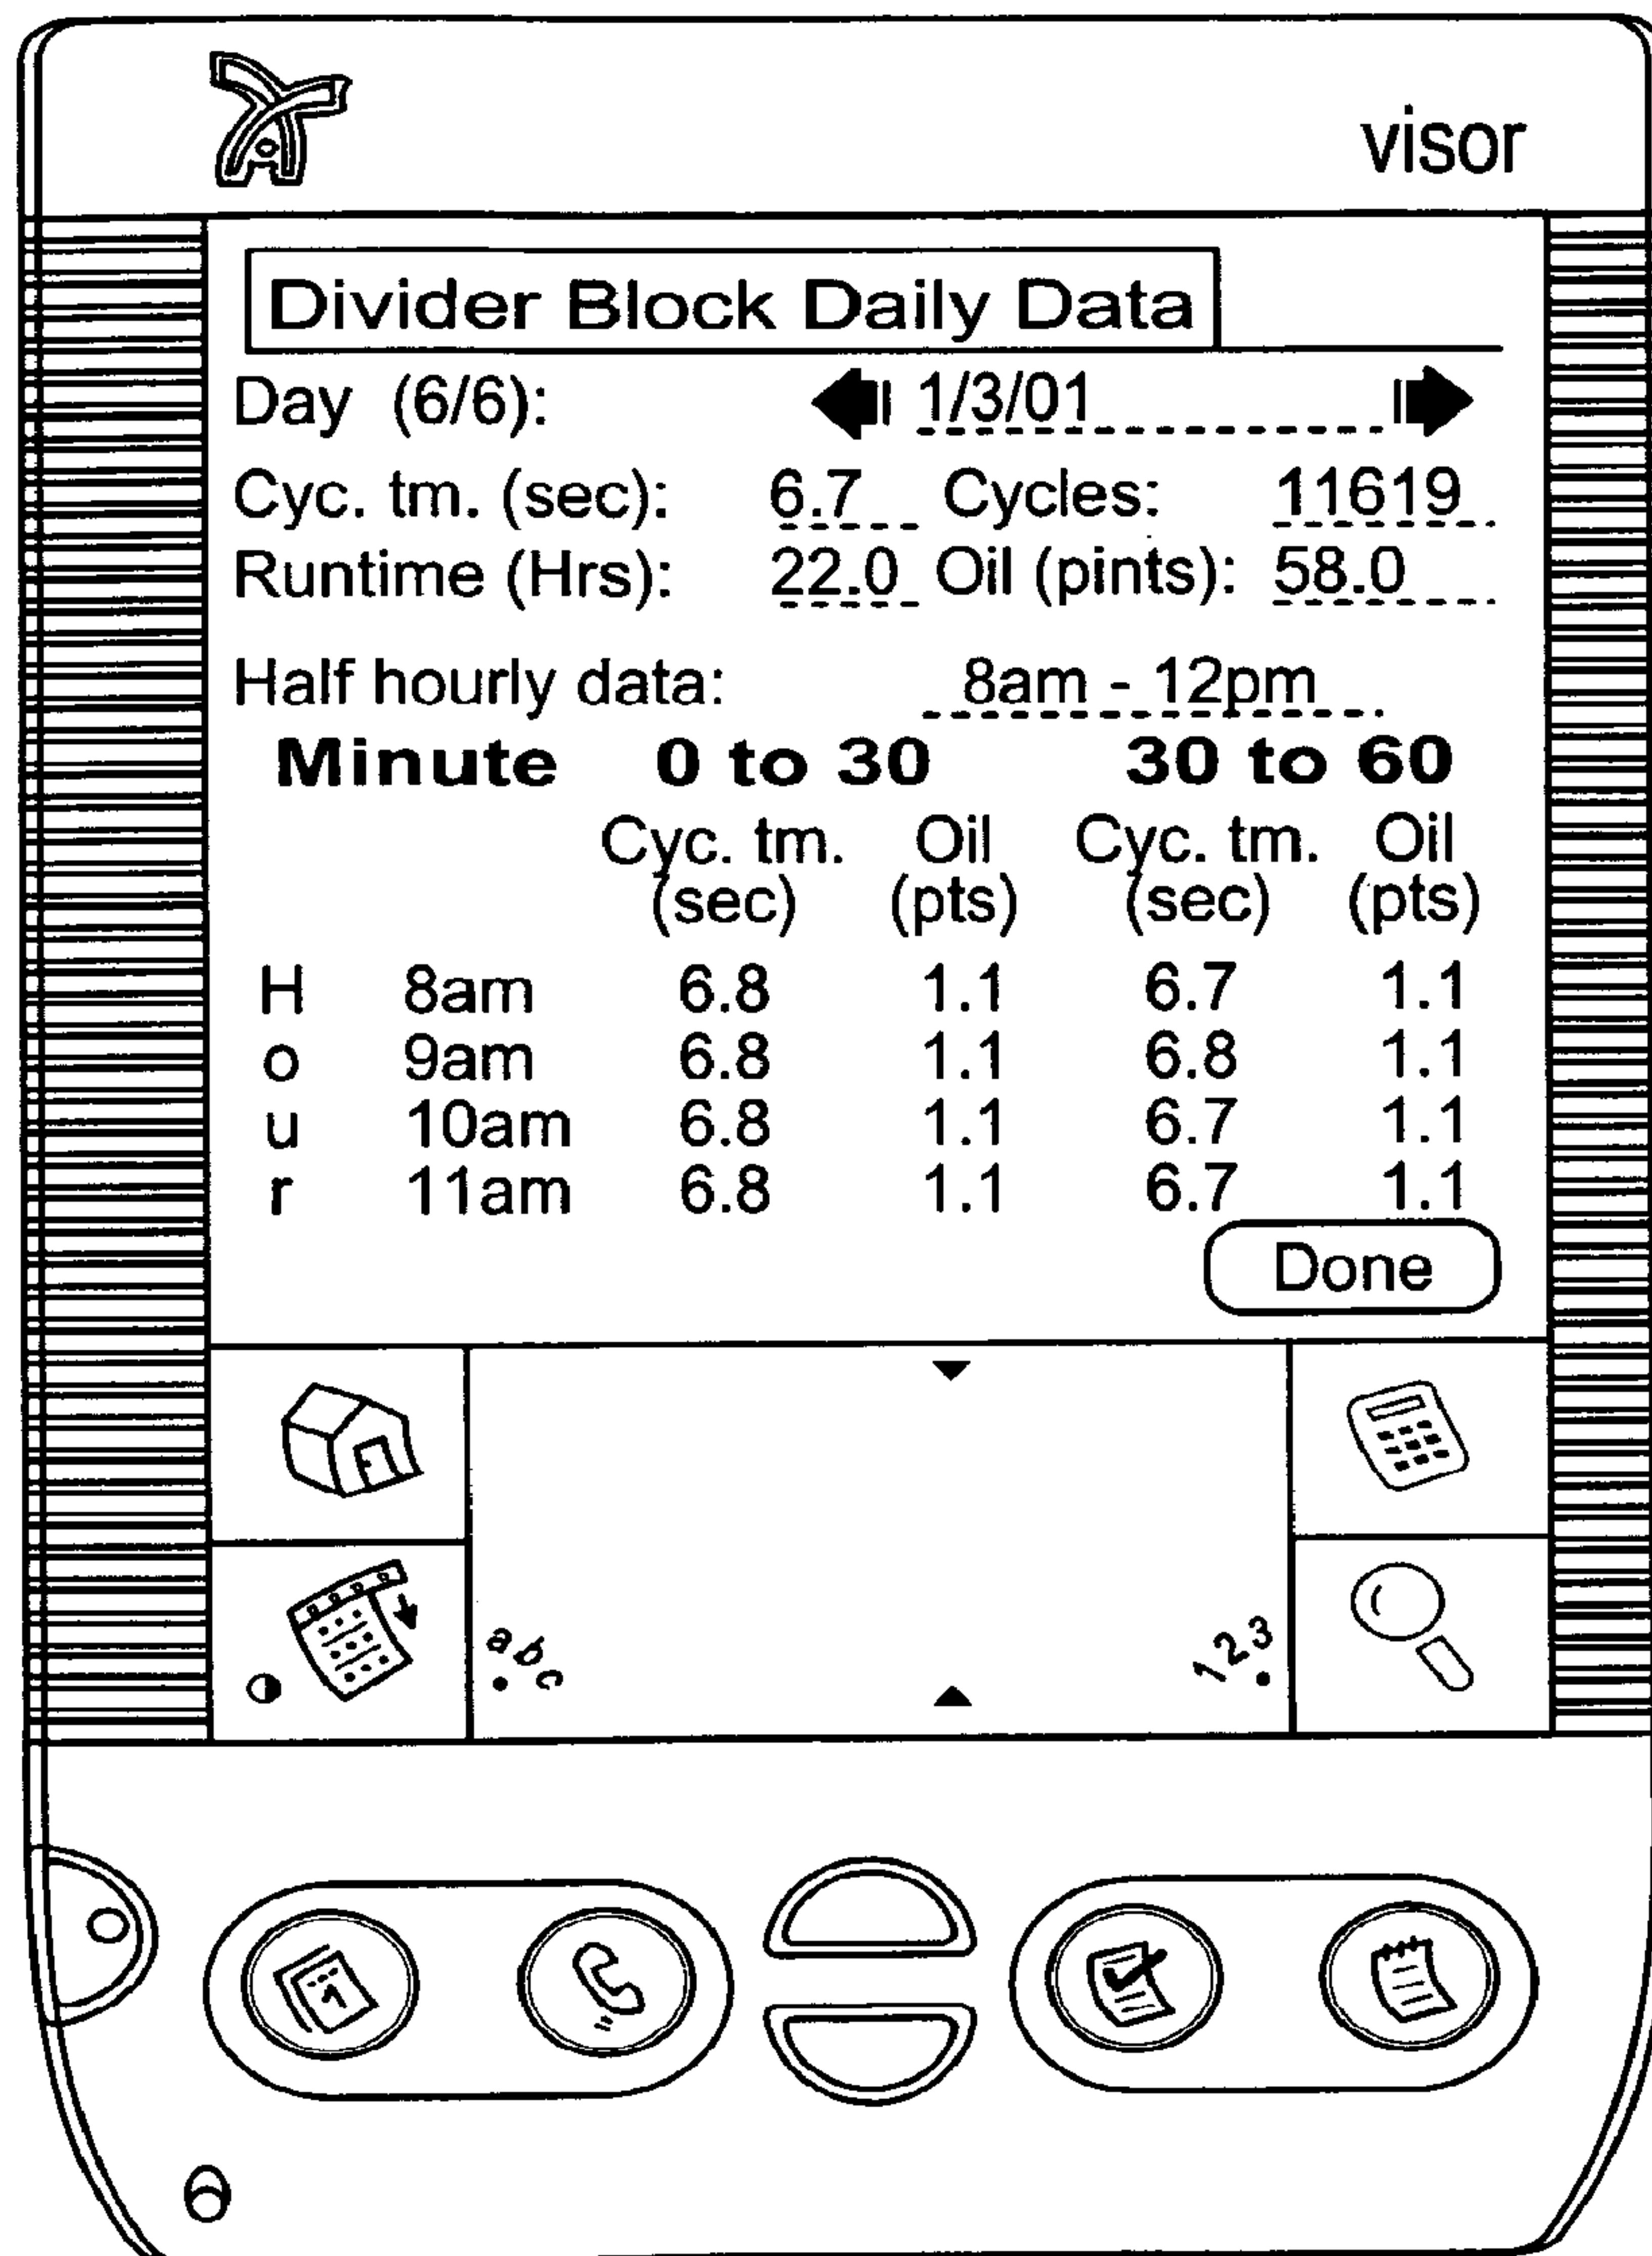 visor
Divider Block Daily Data
Day (6/6): 1/3/01
Cyc. tm. (sec): 6.7 Cycles: 11619
Runtime (Hrs): 22.0 Oil (pints): 58.0
Half hourly data: 8am - 12pm
Minute 0 to 30 30 to 60
Cyc. tm. Oil Cyc. tm. Oil
(sec) (pts) (sec) (pts)
H 8am 6.8 1.1 6.7 1.1
o 9am 6.8 1.1 6.8 1.1
u 10am 6.8 1.1 6.7 1.1
r 11am 6.8 1.1 6.7 1.1
Done
abc 123
1